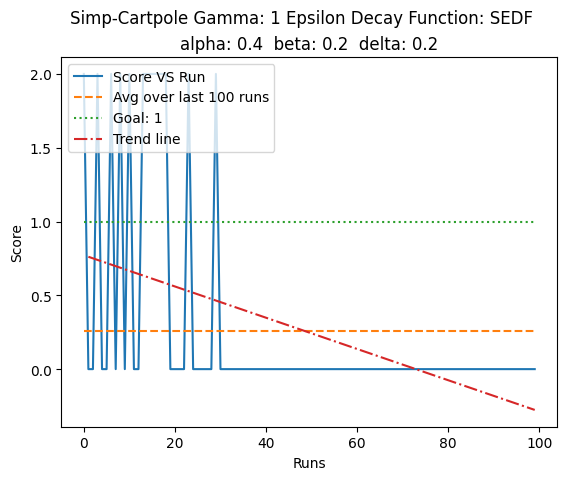 Simp-Cartpole Gamma: 1 Epsilon Decay Function: SEDF
alpha: 0.4  beta: 0.2  delta: 0.2
Score VS Run
Avg over last 100 runs
Goal: 1
Trend line
2.0
1.5
1.0
0.5
0.0
Score
0 20 40 60 80 100
Runs